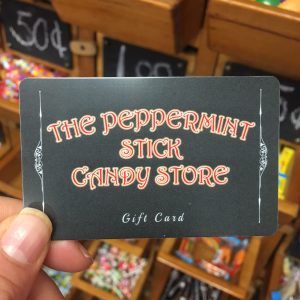 50¢
THE PEPPERMINT
STICK
CANDY STORE
Gift Card